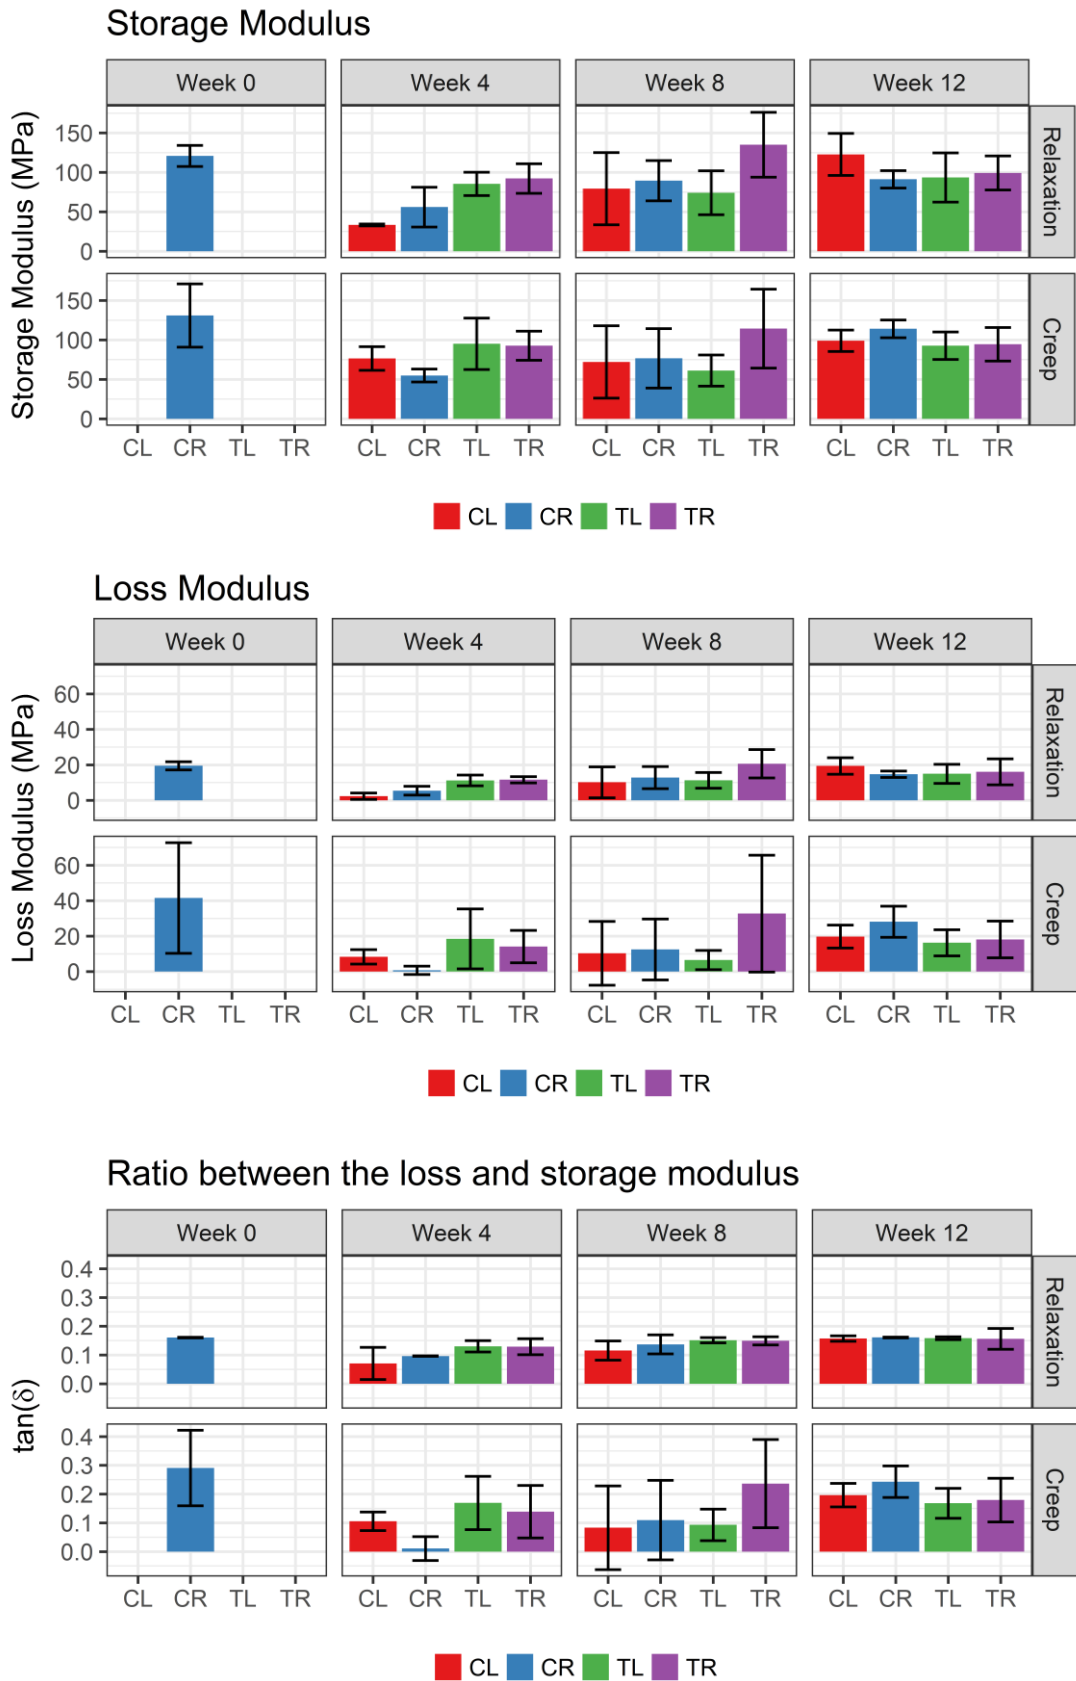 Storage Modulus
Week 0 Week 4 Week 8 Week 12
Storage Modulus (MPa)
150
100
50
0
Relaxation
150
100
50
0
Creep
CL CR TL TR CL CR TL TR CL CR TL TR CL CR TL TR
CL CR TL TR
Loss Modulus
Week 0 Week 4 Week 8 Week 12
Loss Modulus (MPa)
60
40
20
0
Relaxation
60
40
20
0
Creep
CL CR TL TR CL CR TL TR CL CR TL TR CL CR TL TR
CL CR TL TR
Ratio between the loss and storage modulus
Week 0 Week 4 Week 8 Week 12
tan(δ)
0.4
0.3
0.2
0.1
0.0
Relaxation
0.4
0.3
0.2
0.1
0.0
Creep
CL CR TL TR CL CR TL TR CL CR TL TR CL CR TL TR
CL CR TL TR